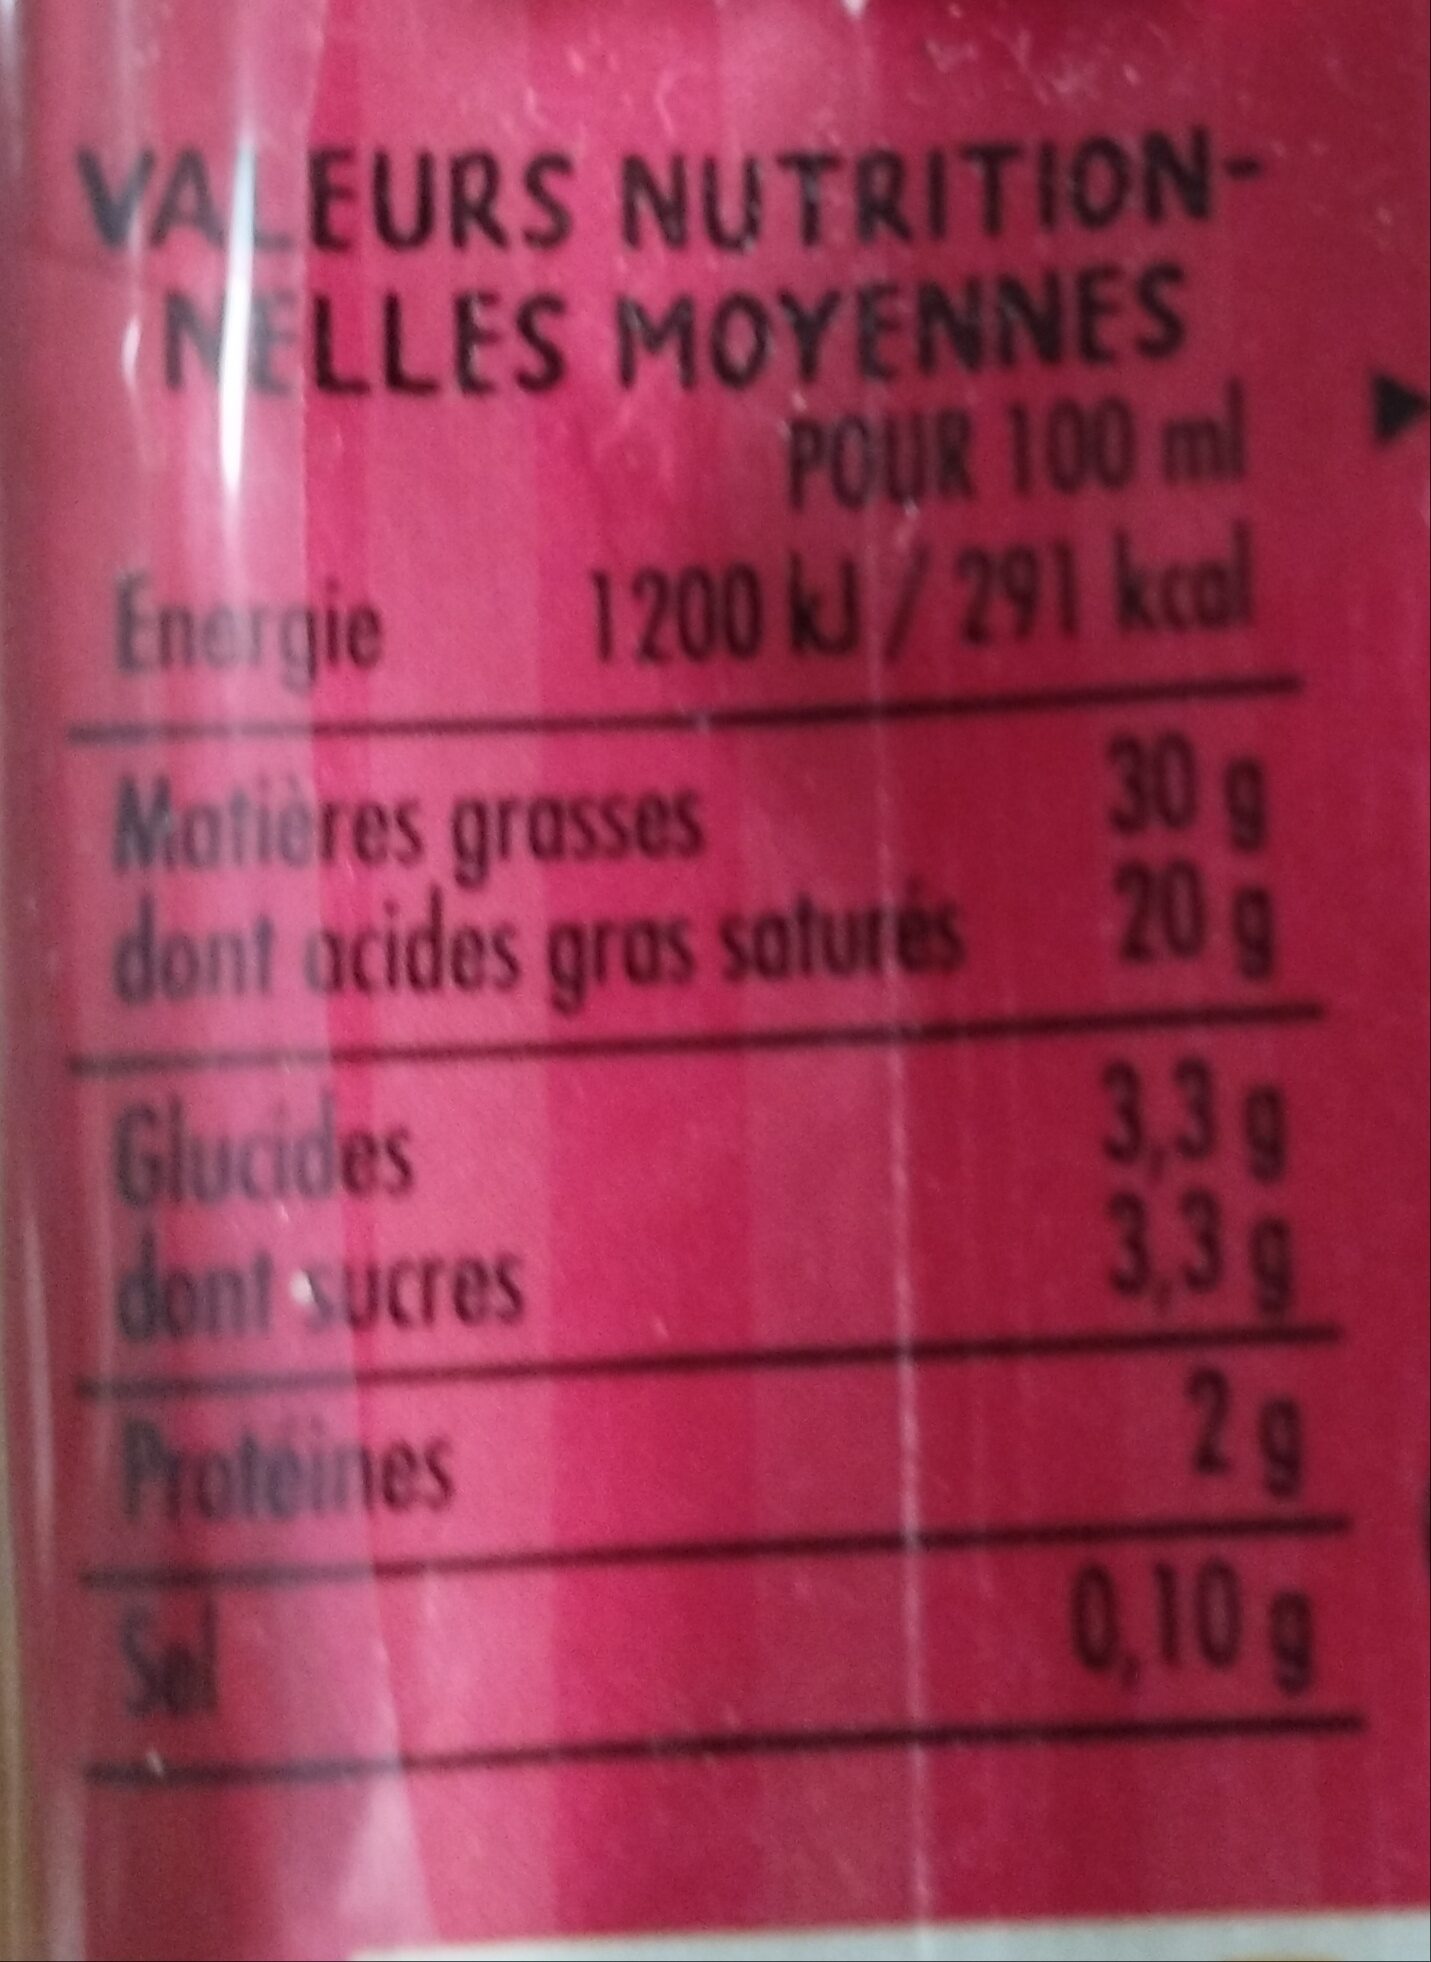 VALEURS NUTRITION-
NELLES MOYENNES
POUR 100 ml
Energie 1200 kJ / 291 kcal
Matières grasses 30 g
dont acides gras saturés 20 g
Glucides 3,3 g
dont sucres 3,3 g
Protéines 2 g
Sel 0,10 g